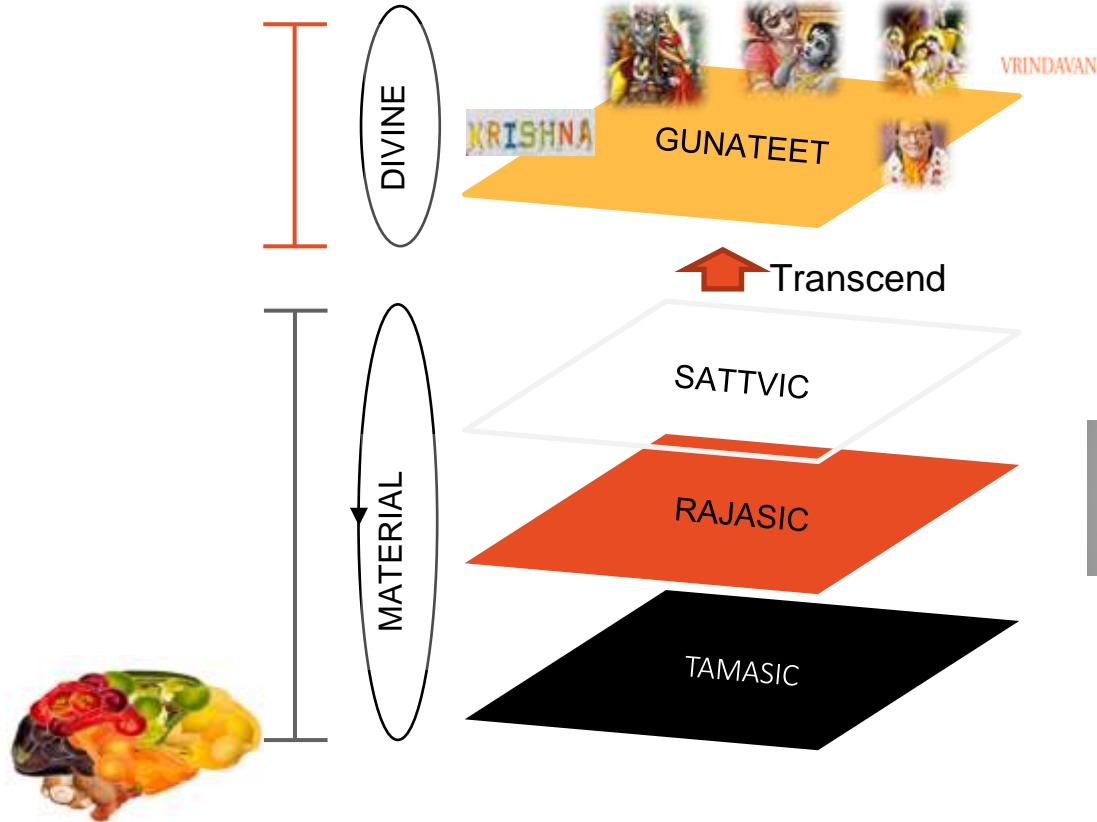 VRINDAVAN
DIVINE
KRISHNA
GUNATEET
Transcend
SATTVIC
MATERIAL
RAJASIC
TAMASIC